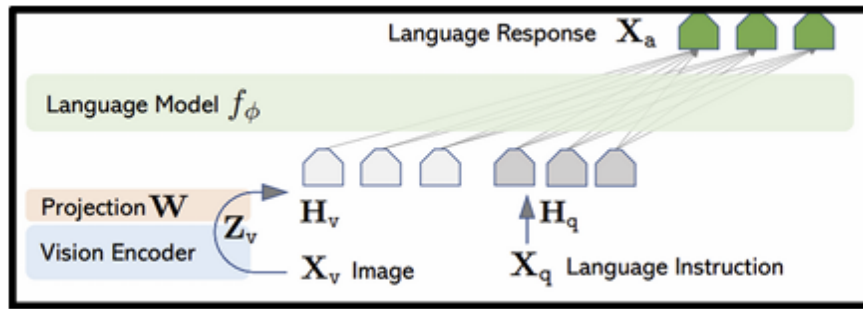 Language Response X_a
Language Model f_ϕ
Projection W
H_v
H_q
Z_v
Vision Encoder
X_v Image
X_q Language Instruction